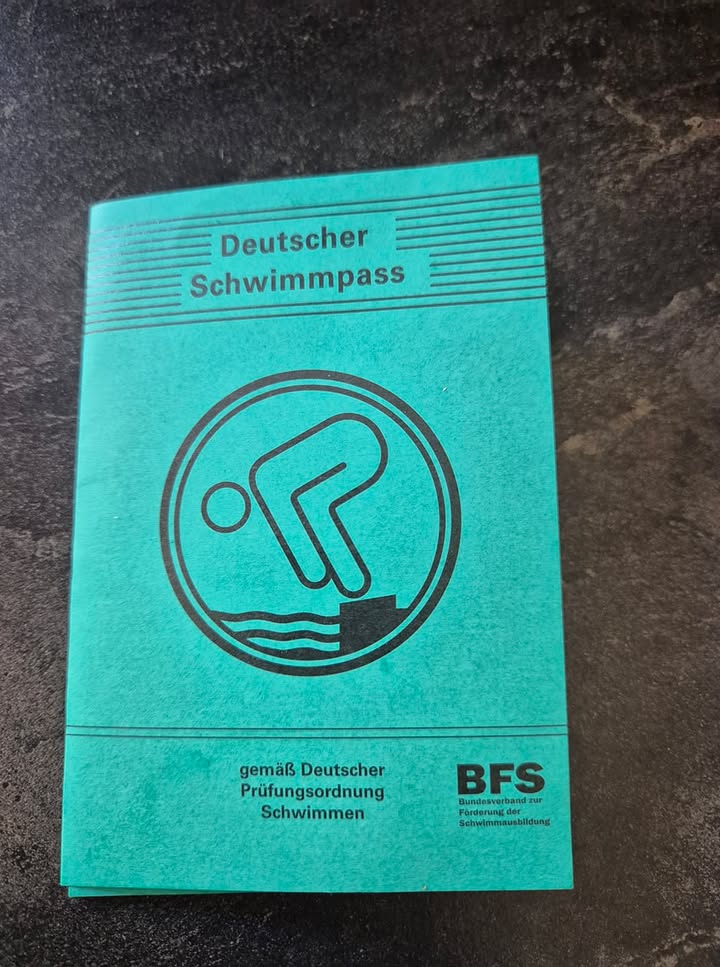 Deutscher
Schwimmpass
gemäß Deutscher
Prüfungsordnung
Schwimmen
BFS
Bundesverband zur
Förderung der
Schwimmausbildung